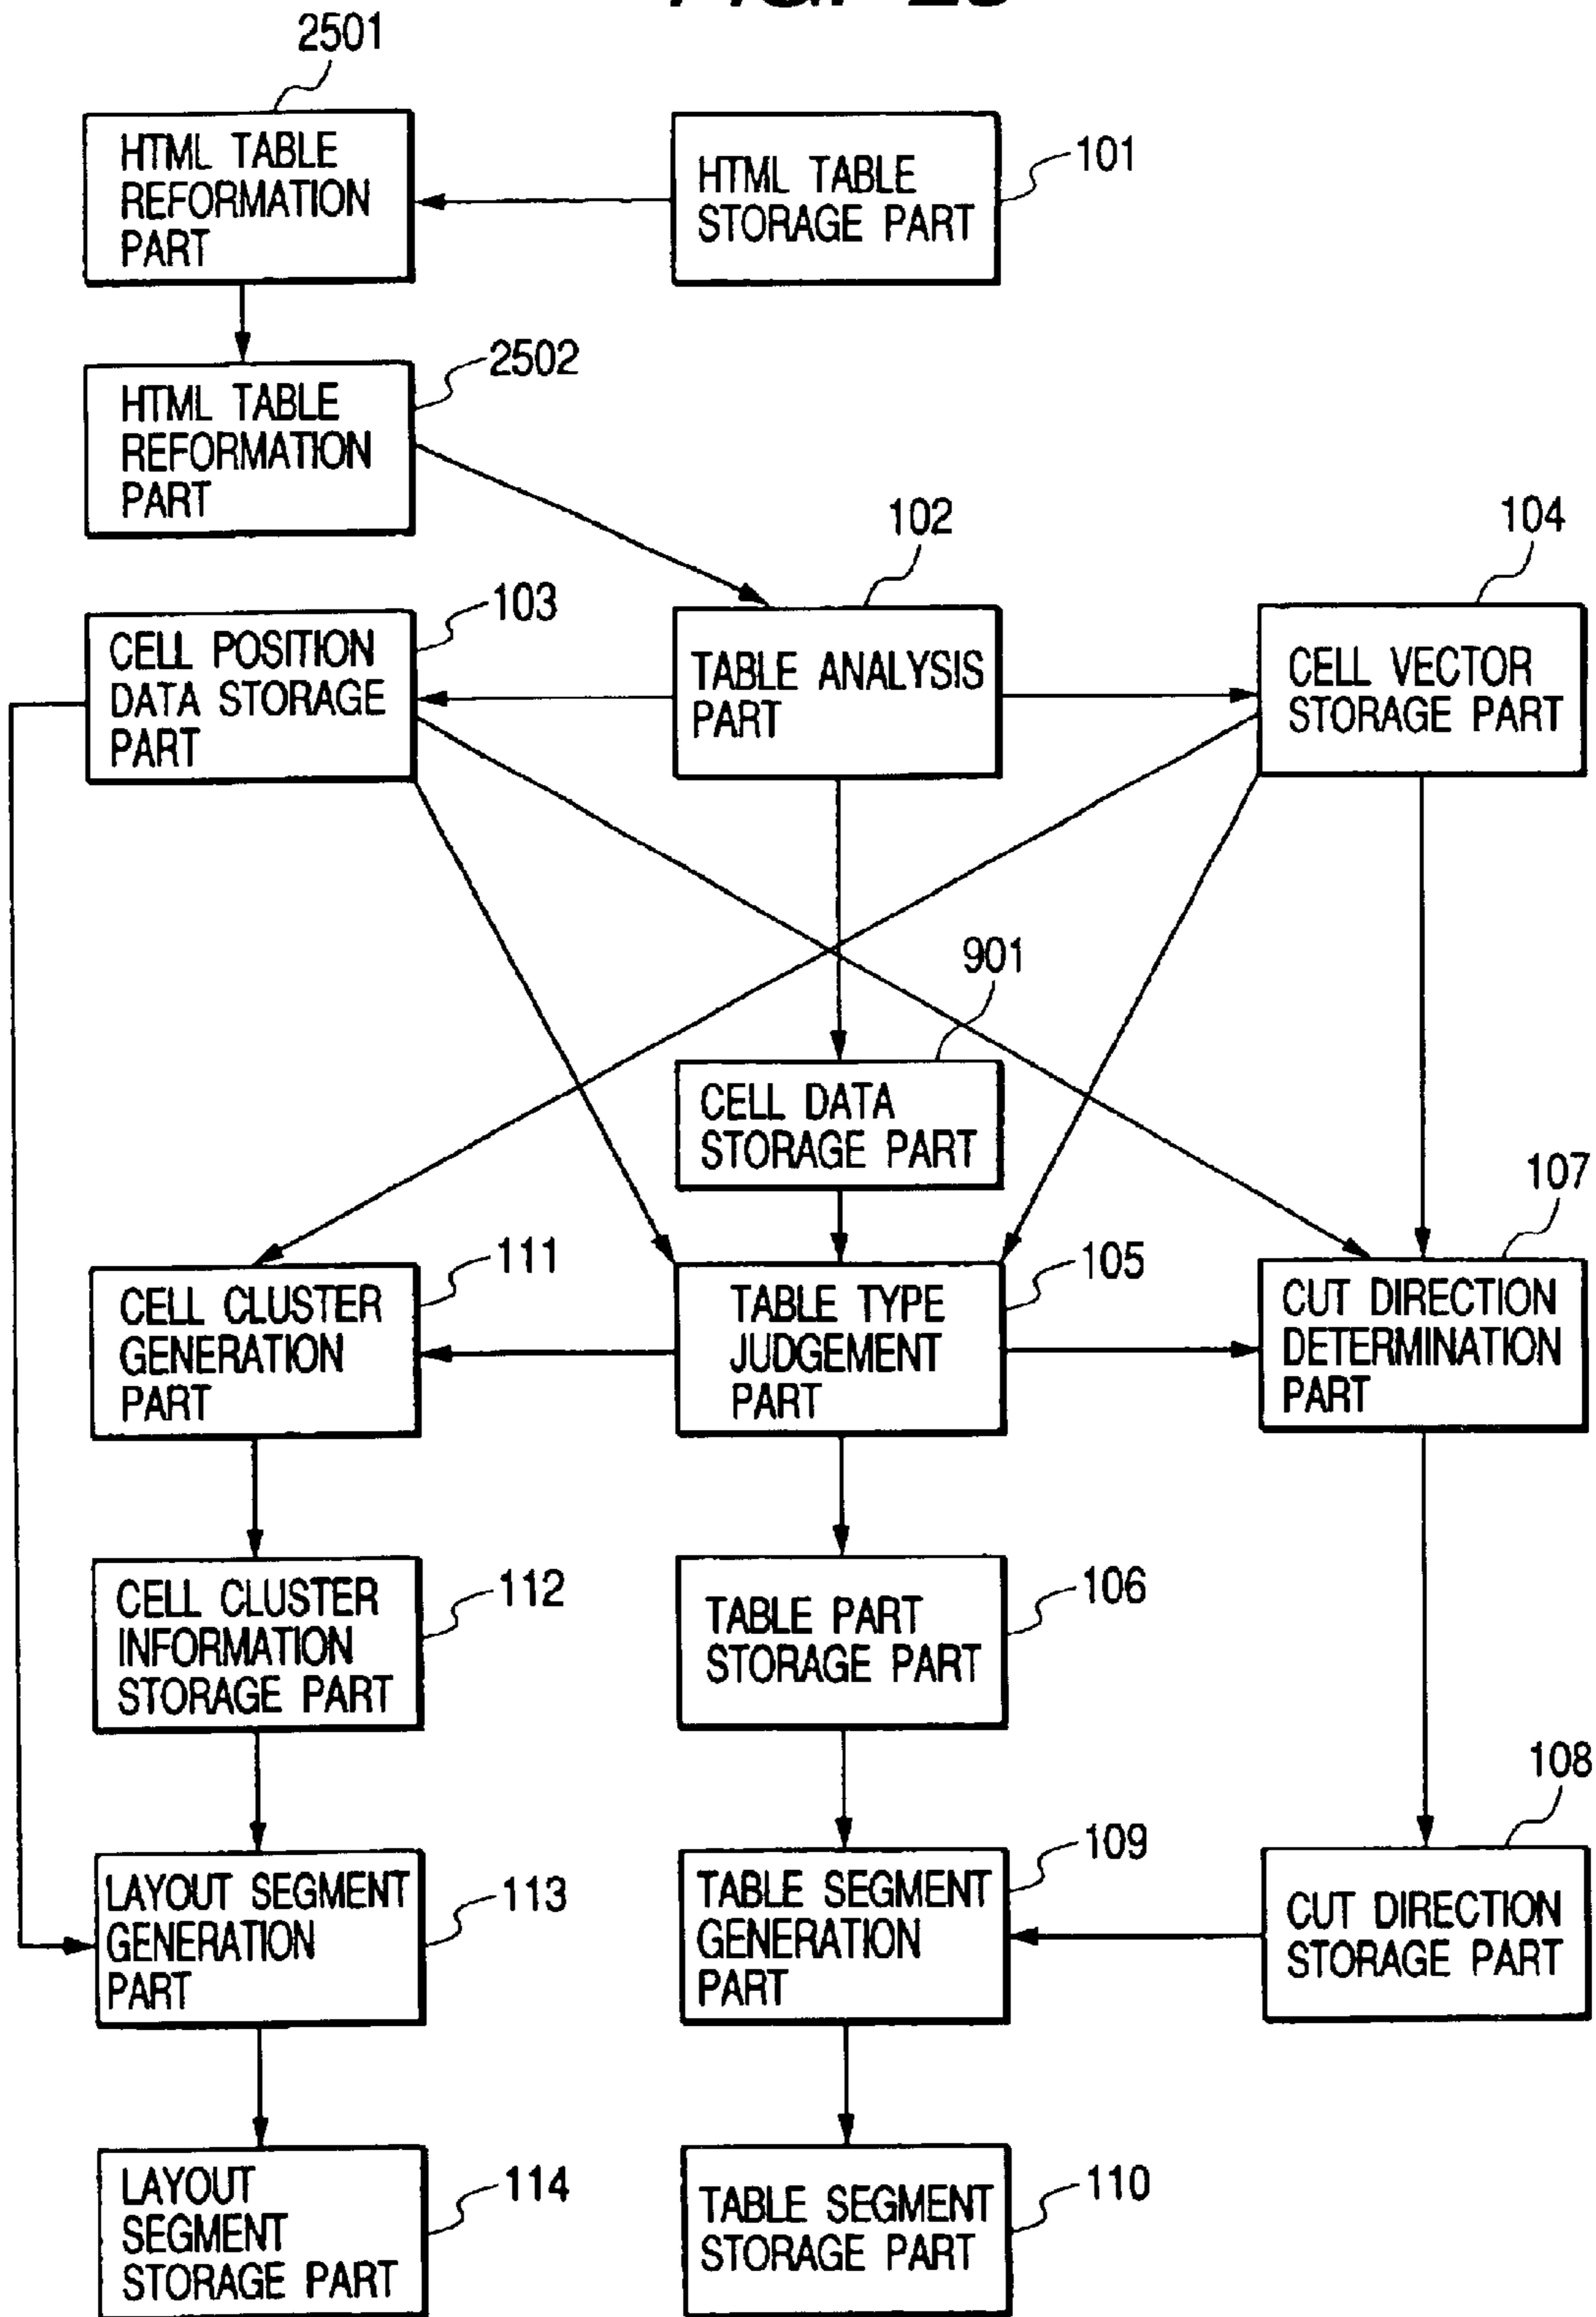 2501
HTML TABLE
REFORMATION
PART
HTML TABLE
STORAGE PART
101
HTML TABLE
REFORMATION
PART
2502
102
104
CELL POSITION
DATA STORAGE
PART
103
TABLE ANALYSIS
PART
CELL VECTOR
STORAGE PART
901
CELL DATA
STORAGE PART
107
CELL CLUSTER
GENERATION
PART
111
TABLE TYPE
JUDGEMENT
PART
105
CUT DIRECTION
DETERMINATION
PART
CELL CLUSTER
INFORMATION
STORAGE PART
112
TABLE PART
STORAGE PART
106
108
LAYOUT SEGMENT
GENERATION
PART
113
TABLE SEGMENT
GENERATION
PART
109
CUT DIRECTION
STORAGE PART
LAYOUT
SEGMENT
STORAGE PART
114
TABLE SEGMENT
STORAGE PART
110